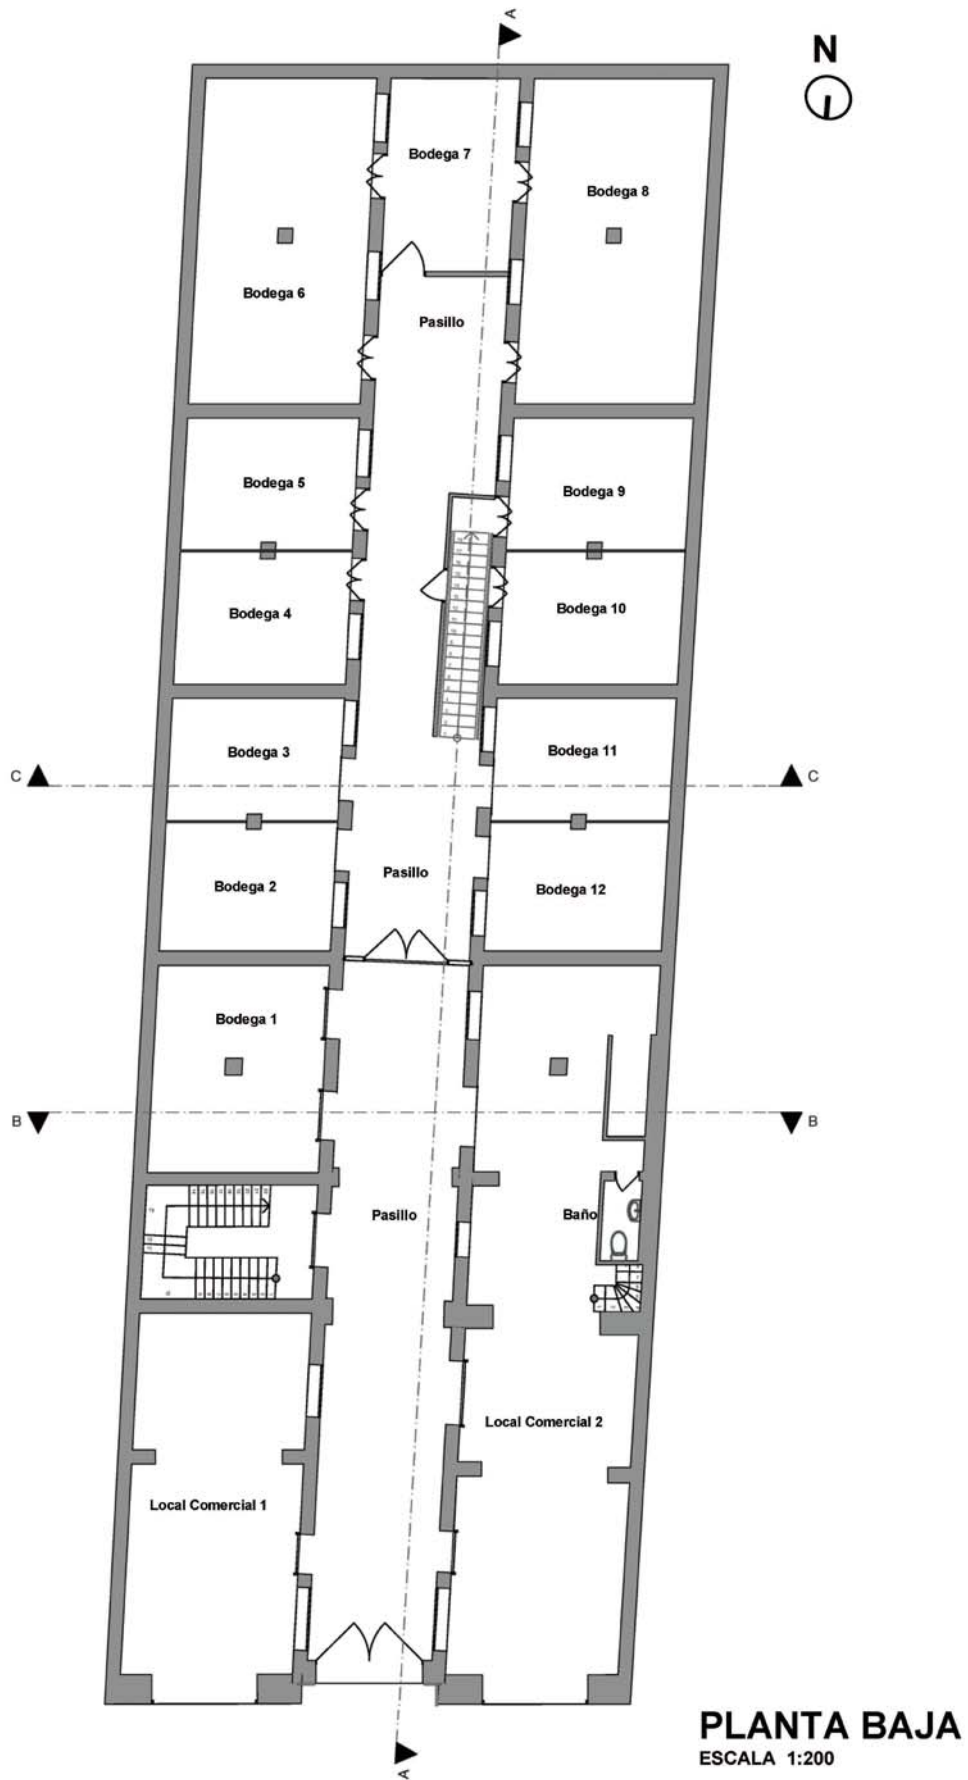 A
N
Bodega 7
Bodega 8
Bodega 6
Pasillo
Bodega 5
Bodega 9
Bodega 4
Bodega 10
Bodega 3
Bodega 11
C
C
Pasillo
Bodega 2
Bodega 12
Bodega 1
B
B
Pasillo
Baño
Local Comercial 2
Local Comercial 1
PLANTA BAJA
ESCALA 1:200
A